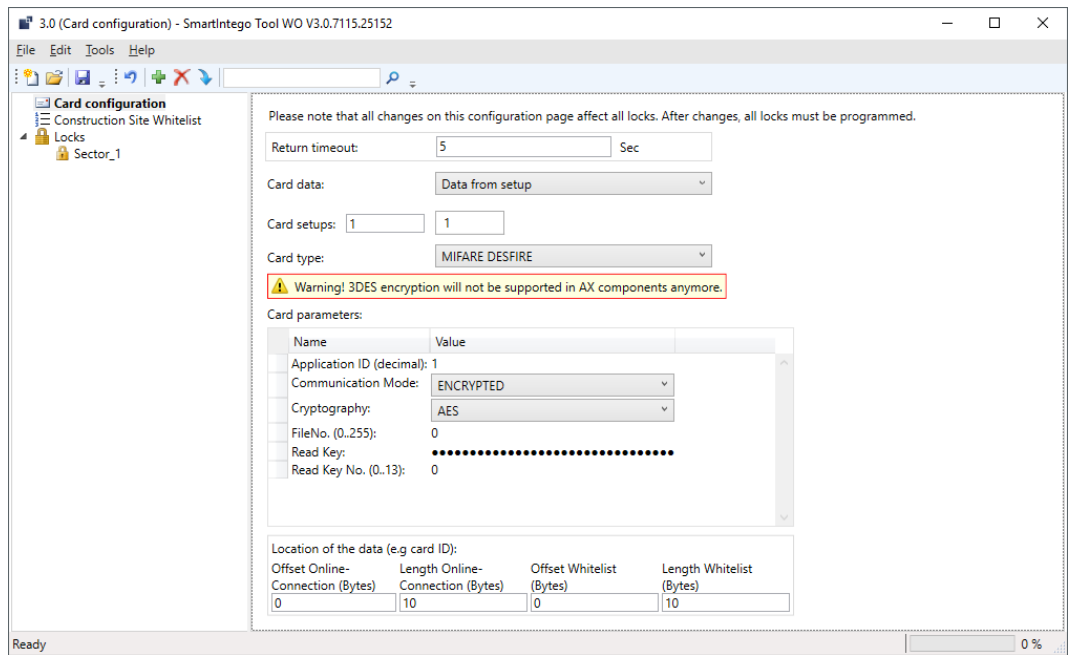 3.0 (Card configuration) - SmartIntego Tool WO V3.0.7115.25152
File Edit Tools Help
Card configuration
Construction Site Whitelist
Locks
Sector_1
Please note that all changes on this configuration page affect all locks. After changes, all locks must be programmed.
Return timeout: 5 Sec
Card data: Data from setup
Card setups: 1 1
Card type: MIFARE DESFIRE
Warning! 3DES encryption will not be supported in AX components anymore.
Card parameters:
Name Value
Application ID (decimal): 1
Communication Mode: ENCRYPTED
Cryptography: AES
FileNo. (0..255): 0
Read Key: ●●●●●●●●●●●●●●●●●●●●●●●●●●●●●●●●
Read Key No. (0..13): 0
Location of the data (e.g card ID):
Offset Online- Length Online- Offset Whitelist Length Whitelist
Connection (Bytes) Connection (Bytes) (Bytes) (Bytes)
0 10 0 10
Ready 0 %